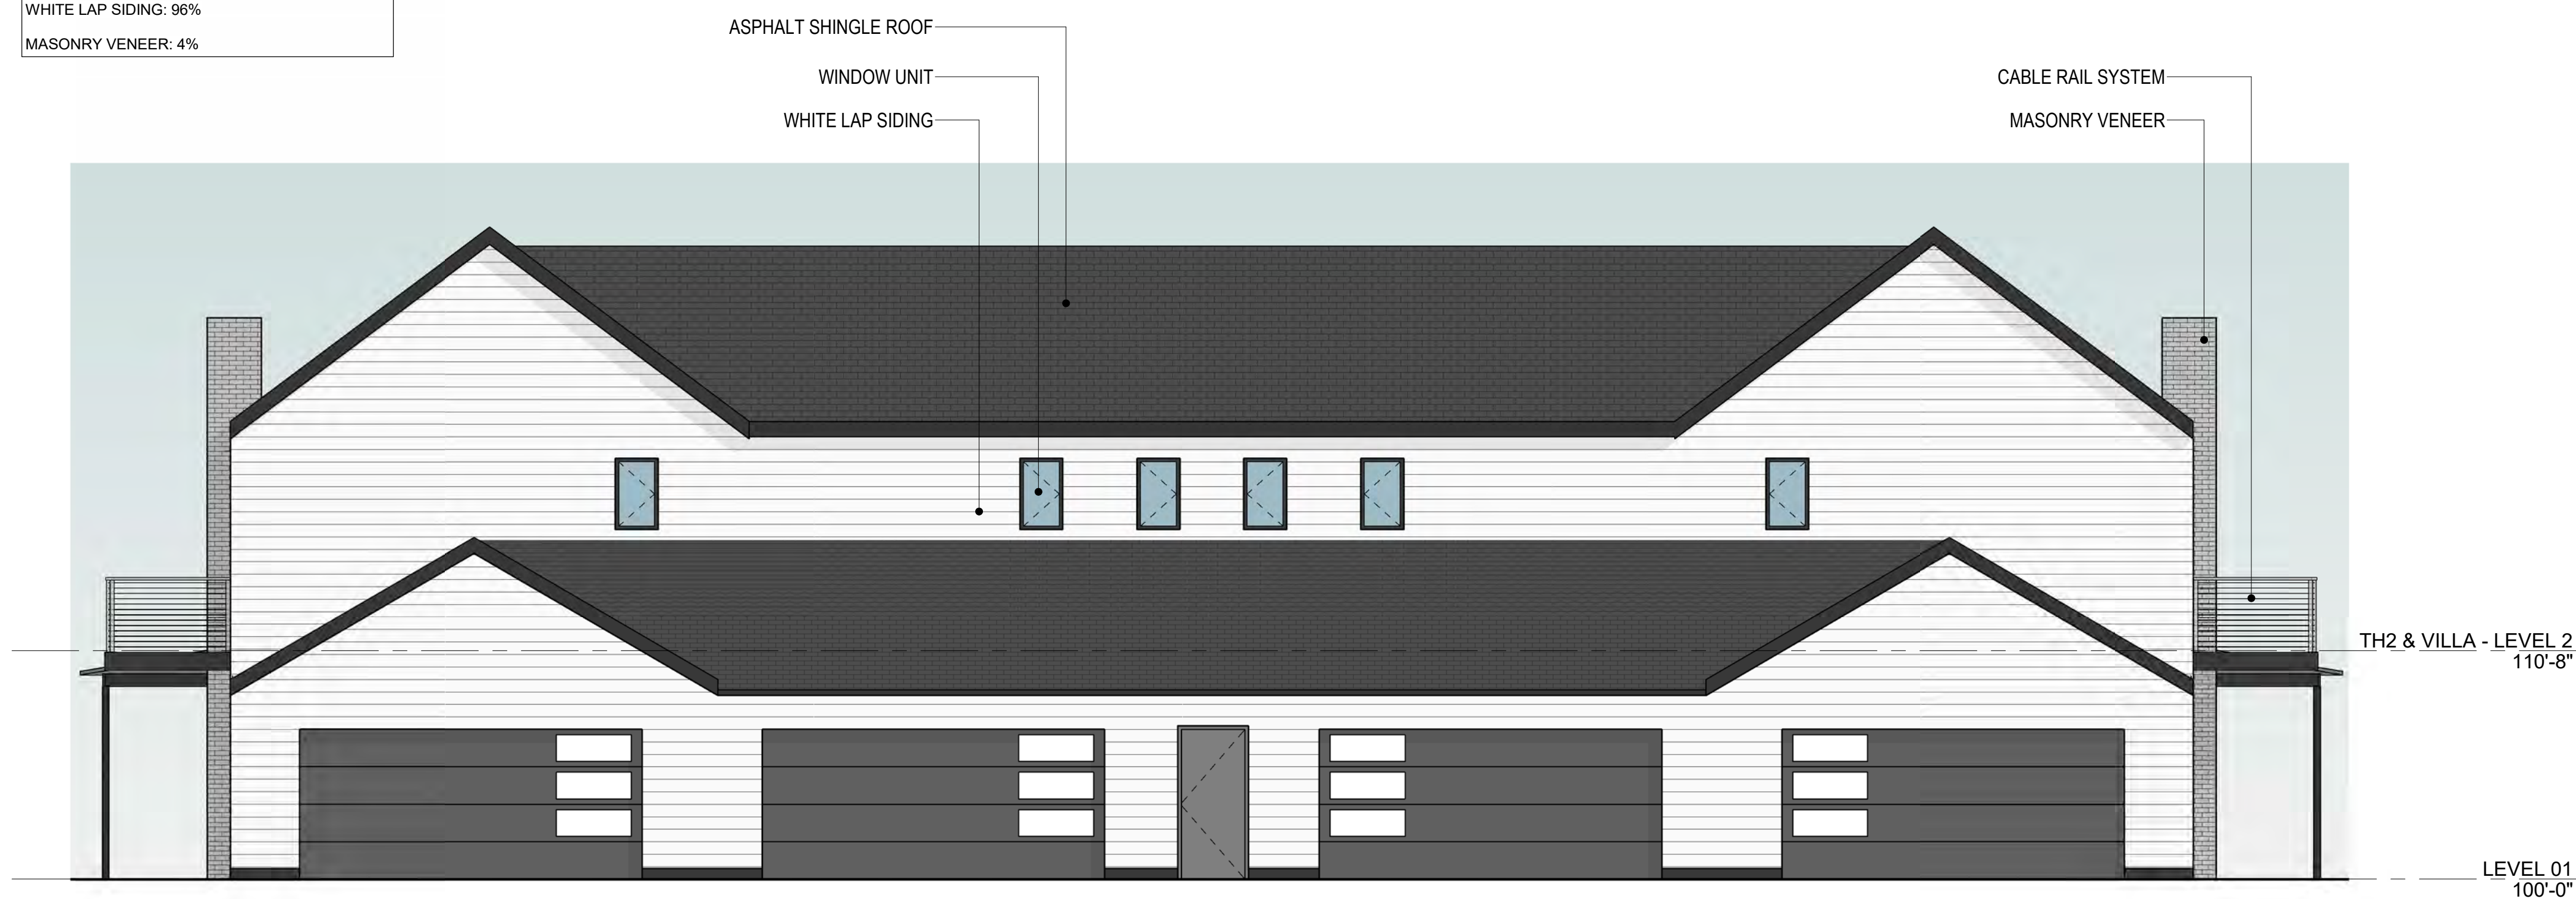 WHITE LAP SIDING: 96%
MASONRY VENEER: 4%
ASPHALT SHINGLE ROOF
WINDOW UNIT
WHITE LAP SIDING
CABLE RAIL SYSTEM
MASONRY VENEER
TH2 & VILLA - LEVEL 2
110'-8"
LEVEL 01
100'-0"